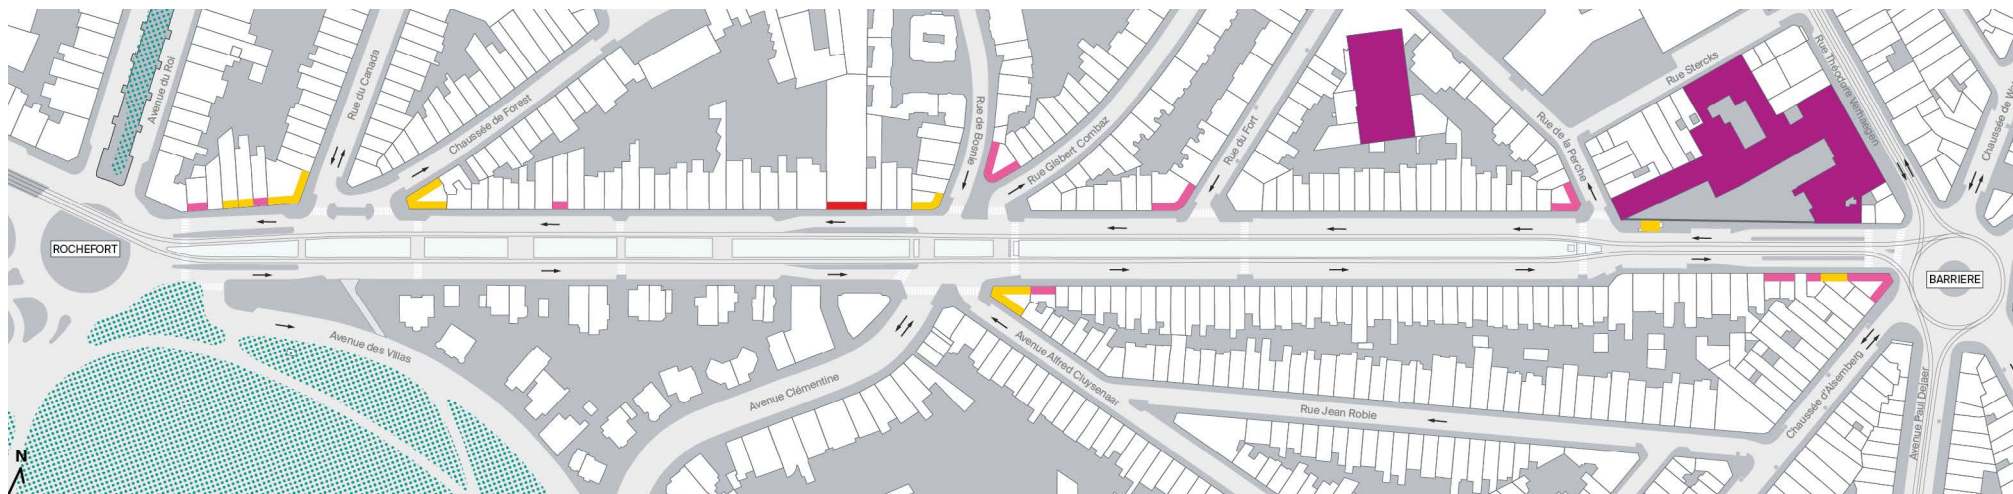 Avenue du Roi
Rue du Canada
Chaussée de Forest
Rue de Bosnie
Rue Gisbert Combaz
Rue du Fort
Rue de la Perche
Rue Stercks
Rue Théodore Verhaegen
ROCHEFORT
BARRIERE
Avenue des Villas
Avenue Clémentine
Avenue Alfred Cluysenaar
Rue Jean Robie
Chaussée d'Alsemberg
Avenue Paul Dejaer
N